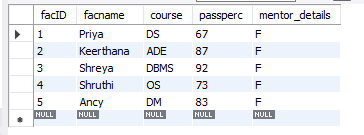 facID facname course passperc mentor_details
1 Priya DS 67 F
2 Keerthana ADE 87 F
3 Shreya DBMS 92 F
4 Shruthi OS 73 F
5 Ancy DM 83 F
NULL NULL NULL NULL NULL